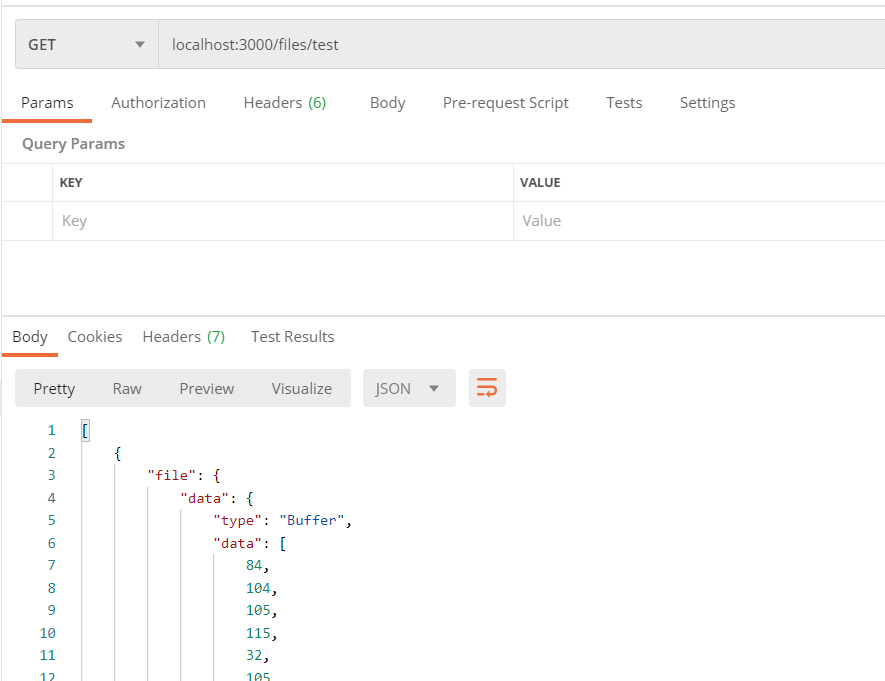 GET localhost:3000/files/test
Params Authorization Headers (6) Body Pre-request Script Tests Settings
Query Params
KEY VALUE
Key Value
Body Cookies Headers (7) Test Results
Pretty Raw Preview Visualize JSON
1 [
2 {
3 "file": {
4 "data": {
5 "type": "Buffer",
6 "data": [
7 84,
8 104,
9 105,
10 115,
11 32,
12 105